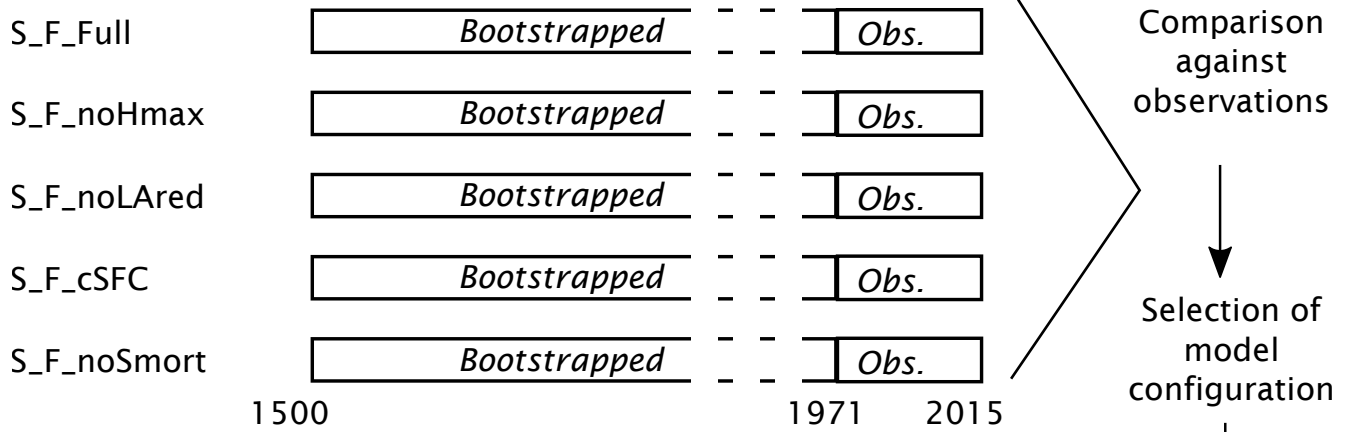 S_F_Full Bootstrapped Obs.
S_F_noHmax Bootstrapped Obs.
S_F_noLAred Bootstrapped Obs.
S_F_cSFC Bootstrapped Obs.
S_F_noSmort Bootstrapped Obs.
1500 1971 2015
Comparison
against
observations
Selection of
model
configuration